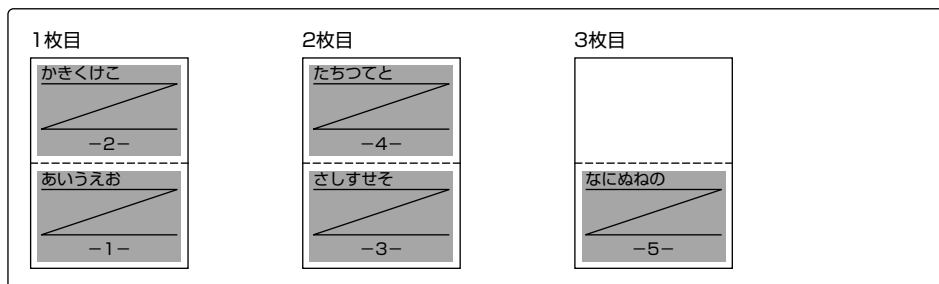 1枚目
かきくけこ
−2−
あいうえお
−1−
2枚目
たちつてと
−4−
さしすせそ
−3−
3枚目
なにぬねの
−5−